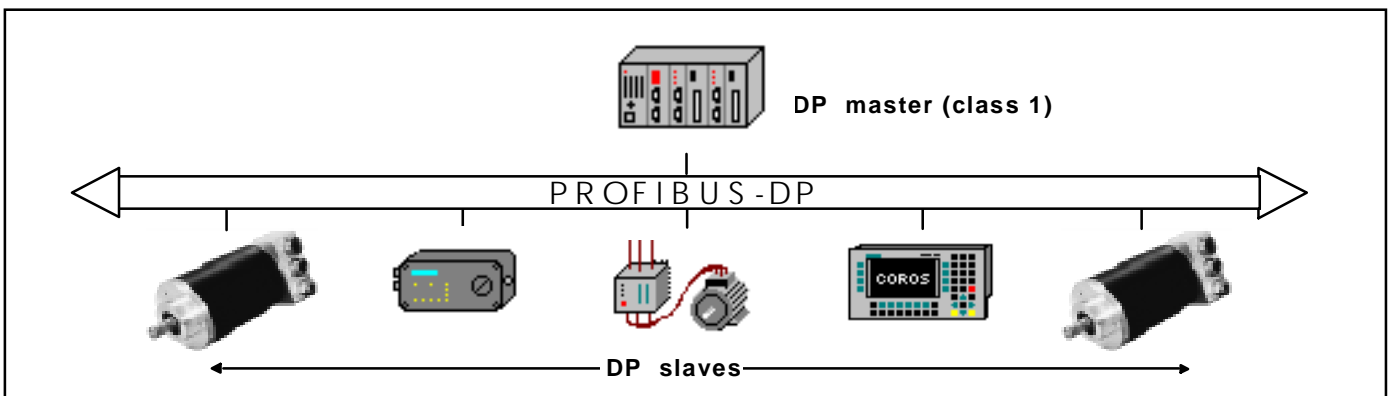 DP master (class 1)
PROFIBUS-DP
COROS
DP slaves